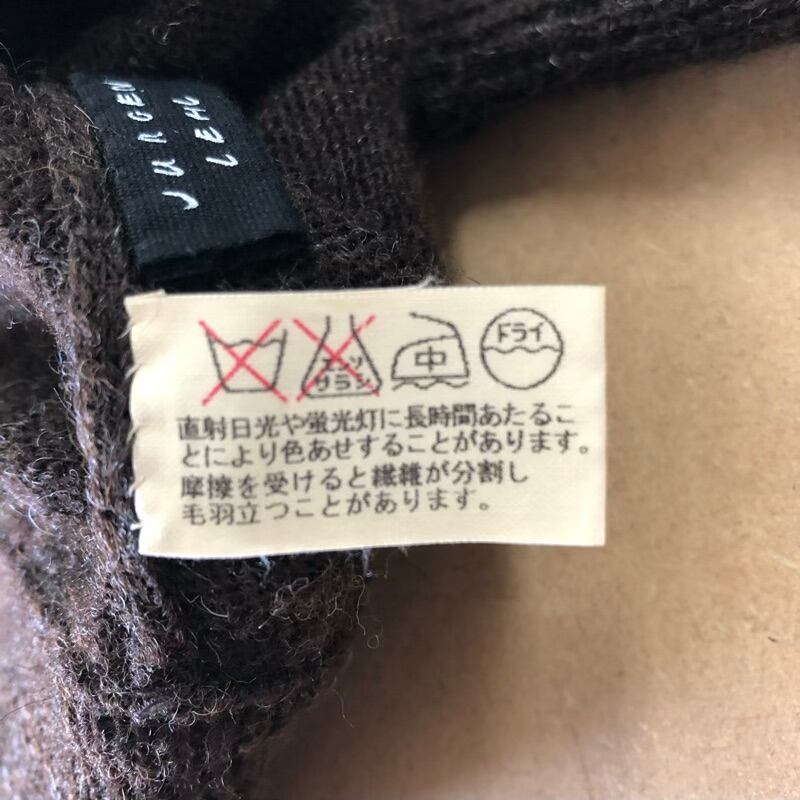 JURGEN
LEHL
エンソ
サラシ
中
ドライ
直射日光や蛍光灯に長時間あたるこ
とにより色あせすることがあります。
摩擦を受けると繊維が分割し
毛羽立つことがあります。